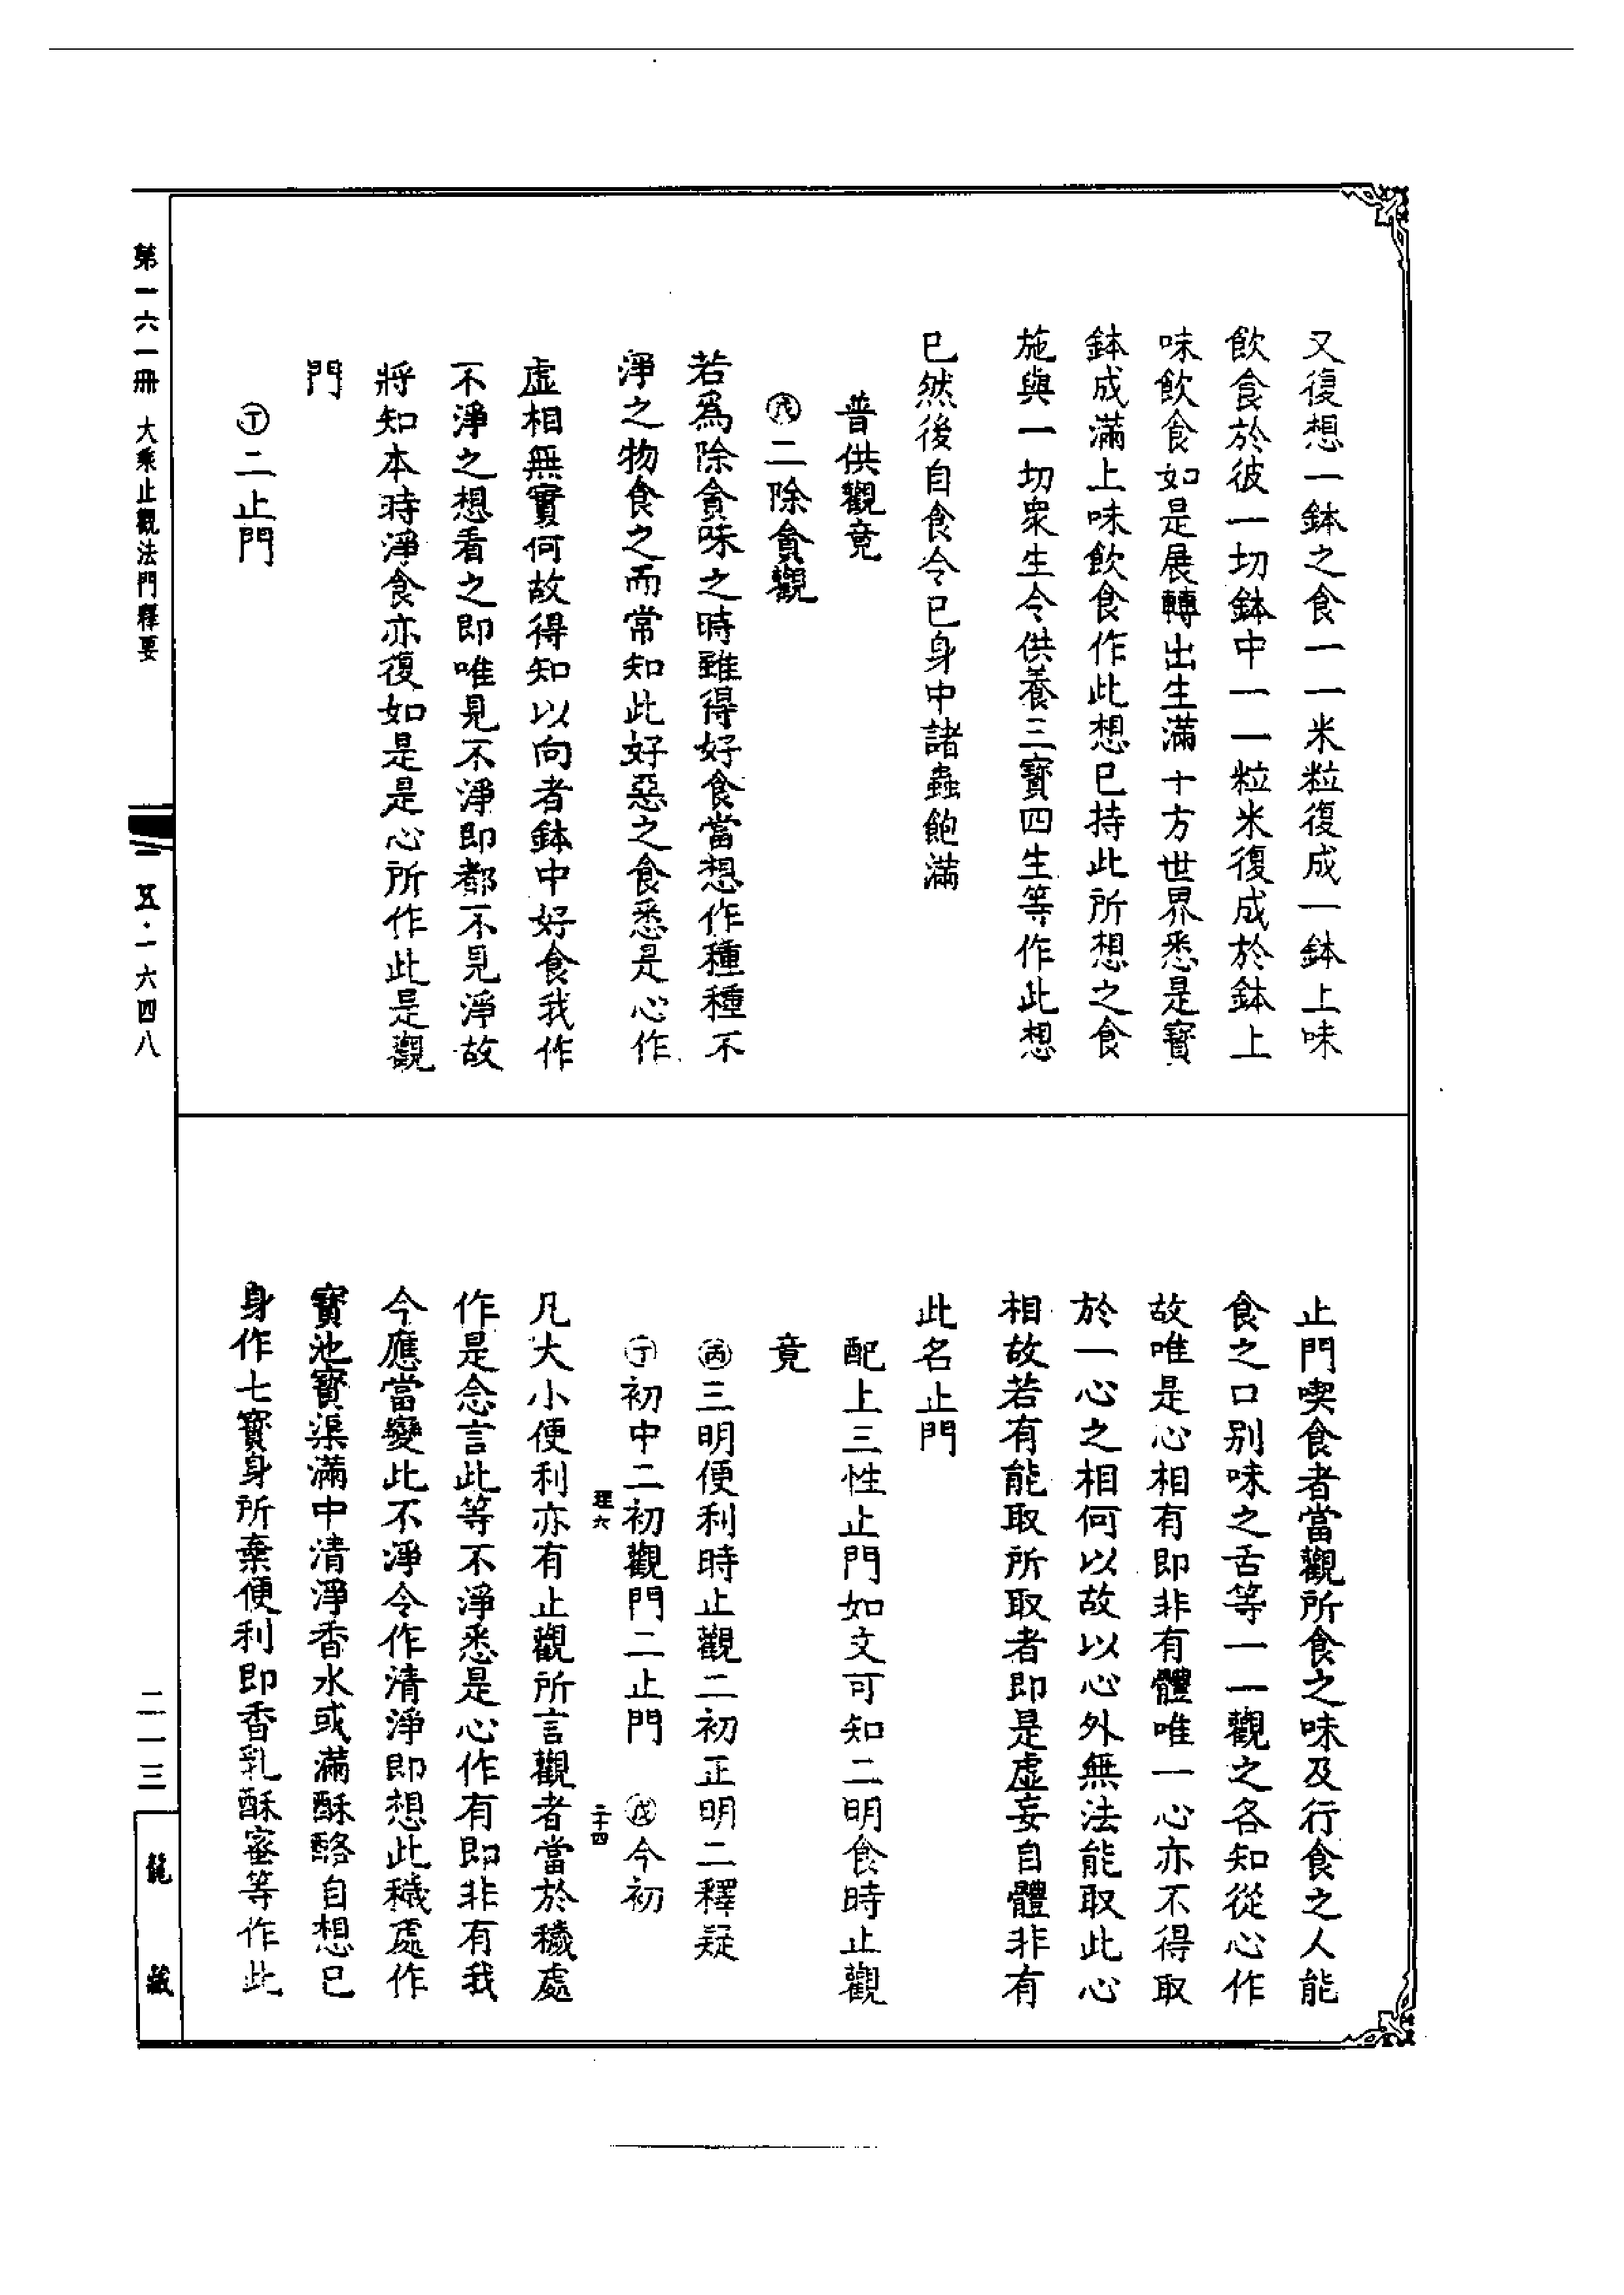 又復想一鉢之食一一米粒復成一鉢上味
飲食於彼一切鉢中一一粒米復成於鉢上
味飲食如是展轉出生滿十方世界悉是寳
鉢成滿上味飲食作此想已持此所想之食
施與一切衆生令供養三寳四生等作此想
已然後自食令已身中諸蟲飽滿
普供觀竟
戊二除貪觀
若爲除貪味之時雖得好食當想作種種不
淨之物食之而常知此好惡之食悉是心作
虛相無實何故得知以向者鉢中好食我作
不淨之想看之即唯見不淨即都不見淨故
將知本時淨食亦復如是是心所作此是觀
門
丁二止門
止門喫食者當觀所食之味及行食之人能
食之口别味之舌等一一觀之各知從心作
故唯是心相有即非有體唯一心亦不得取
於一心之相何以故以心外無法能取此心
相故若有能取所取者即是虛妄自體非有
此名止門
配上三性止門如文可知二明食時止觀
竟
丙三明便利時止觀二初正明二釋疑
丁初中二初觀門二止門 戊今初
理六 二十四
凡大小便利亦有止觀所言觀者當於穢處
作是念言此等不淨悉是心作有即非有我
今應當變此不淨令作清淨即想此穢處作
寳池寳渠滿中清淨香水或滿酥酪自想已
身作七寳身所棄便利即香乳酥蜜等作此
第一六一冊 大乘止觀法門釋要
一五·一六四八
二一三
龍藏